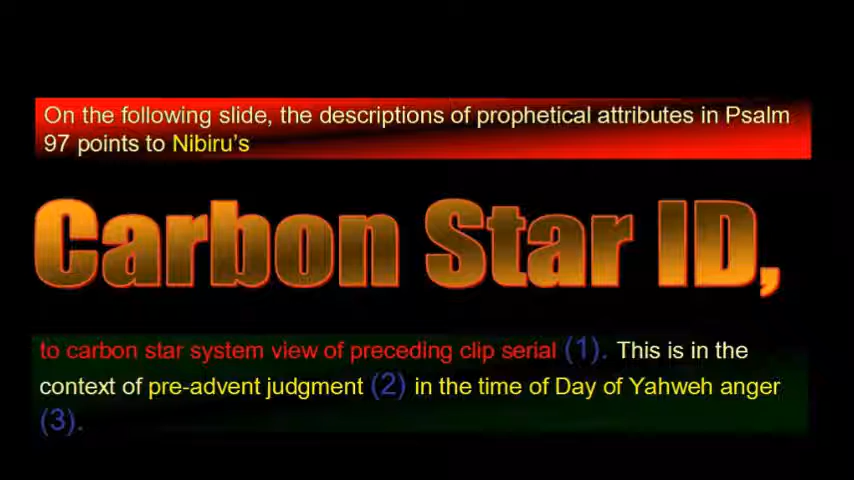 On the following slide, the descriptions of prophetical attributes in Psalm
97 points to Nibiru's
Carbon Star ID,
to carbon star system view of preceding clip serial (1). This is in the
context of pre-advent judgment (2) in the time of Day of Yahweh anger
(3).